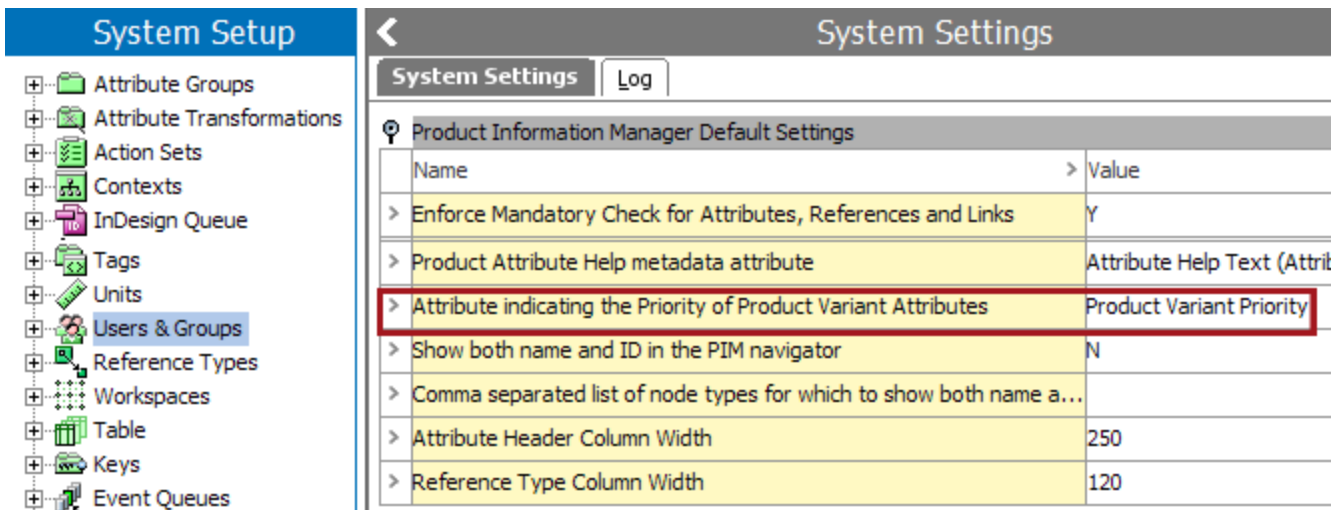 System Setup
Attribute Groups
Attribute Transformations
Action Sets
Contexts
InDesign Queue
Tags
Units
Users & Groups
Reference Types
Workspaces
Table
Keys
Event Queues
System Settings
System Settings
Log
Product Information Manager Default Settings
Name > Value
> Enforce Mandatory Check for Attributes, References and Links Y
> Product Attribute Help metadata attribute Attribute Help Text (Attrib
> Attribute indicating the Priority of Product Variant Attributes Product Variant Priority
> Show both name and ID in the PIM navigator N
> Comma separated list of node types for which to show both name a...
> Attribute Header Column Width 250
> Reference Type Column Width 120